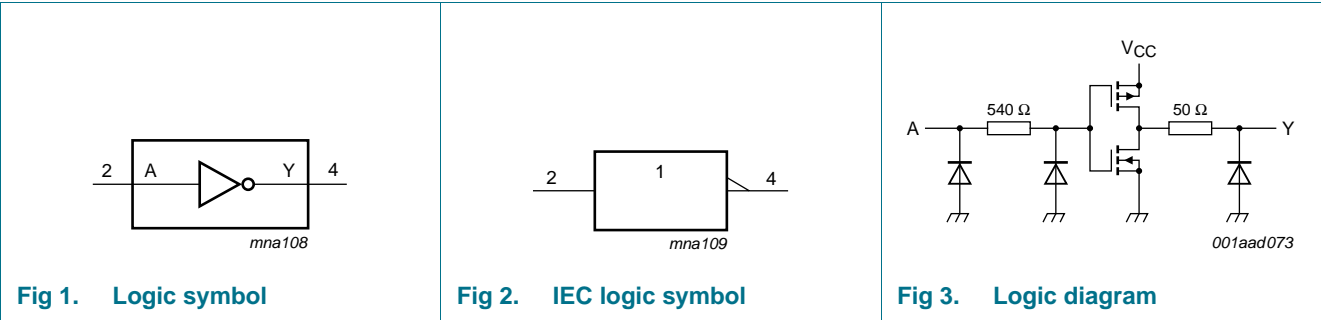 2 A Y 4
mna108
Fig 1. Logic symbol
1
2 4
mna109
Fig 2. IEC logic symbol
VCC
540 Ω 50 Ω
A Y
001aad073
Fig 3. Logic diagram